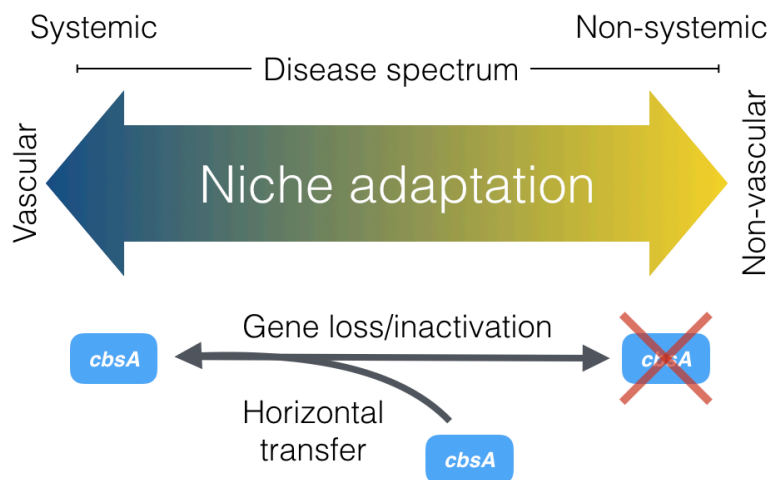 Systemic
Non-systemic
Disease spectrum
Vascular
Niche adaptation
Non-vascular
Gene loss/inactivation
cbsA
cbsA
Horizontal
transfer
cbsA